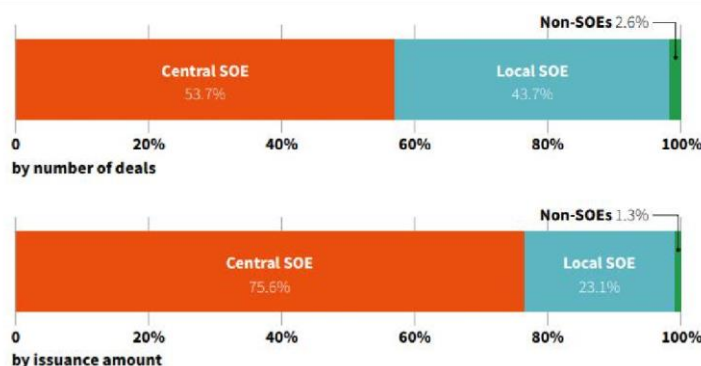 Non-SOEs 2.6%
Central SOE
Local SOE
53.7%
43.7%
0 20% 40% 60% 80% 100%
by number of deals
Non-SOEs 1.3%
Central SOE
Local SOE
75.6%
23.1%
0 20% 40% 60% 80% 100%
by issuance amount